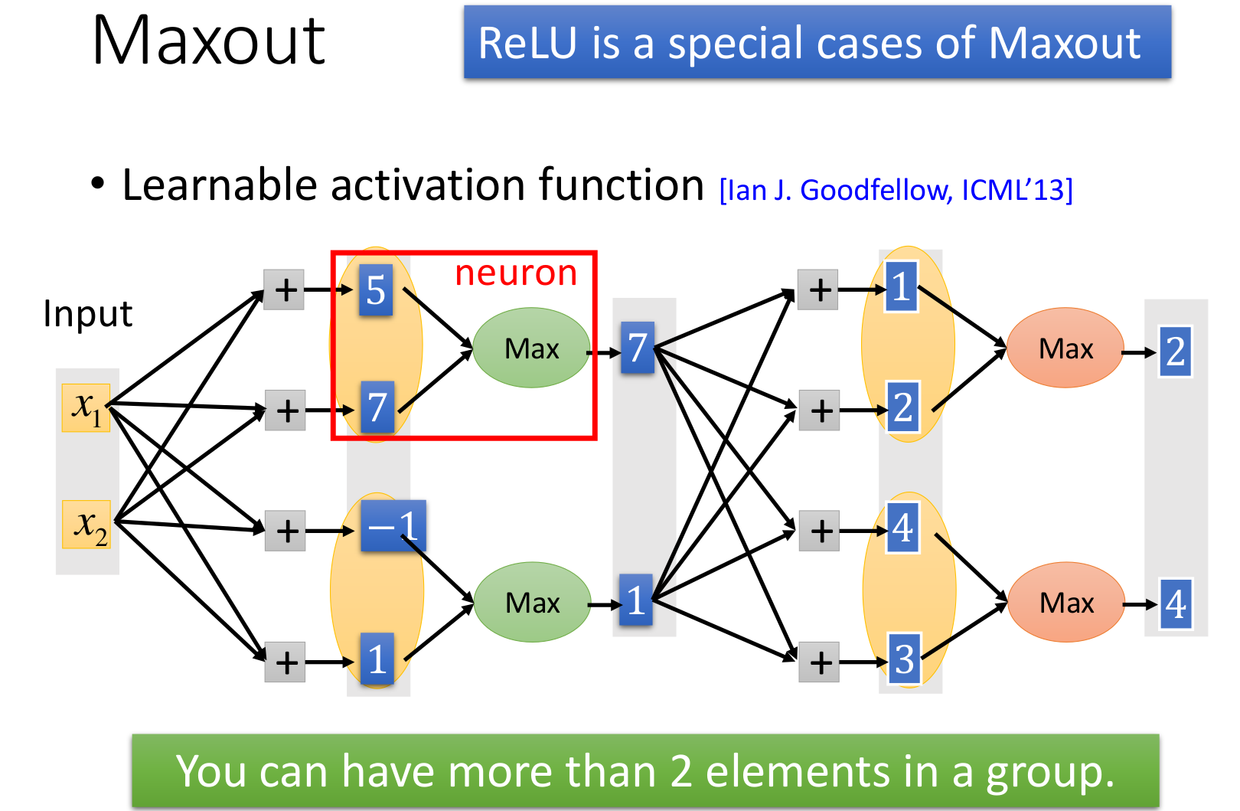 Maxout
ReLU is a special cases of Maxout
• Learnable activation function [Ian J. Goodfellow, ICML’13]
neuron
Input
+ 5 + 1
Max 7 Max 2
x1 + 7 + 2
x2 + −1 + 4
Max 1 Max 4
+ 1 + 3
You can have more than 2 elements in a group.